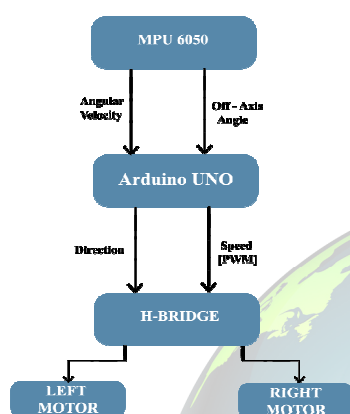 MPU 6050
Angular
Velocity
Off - Axis
Angle
Arduino UNO
Direction
Speed
[PWM]
H-BRIDGE
LEFT
MOTOR
RIGHT
MOTOR